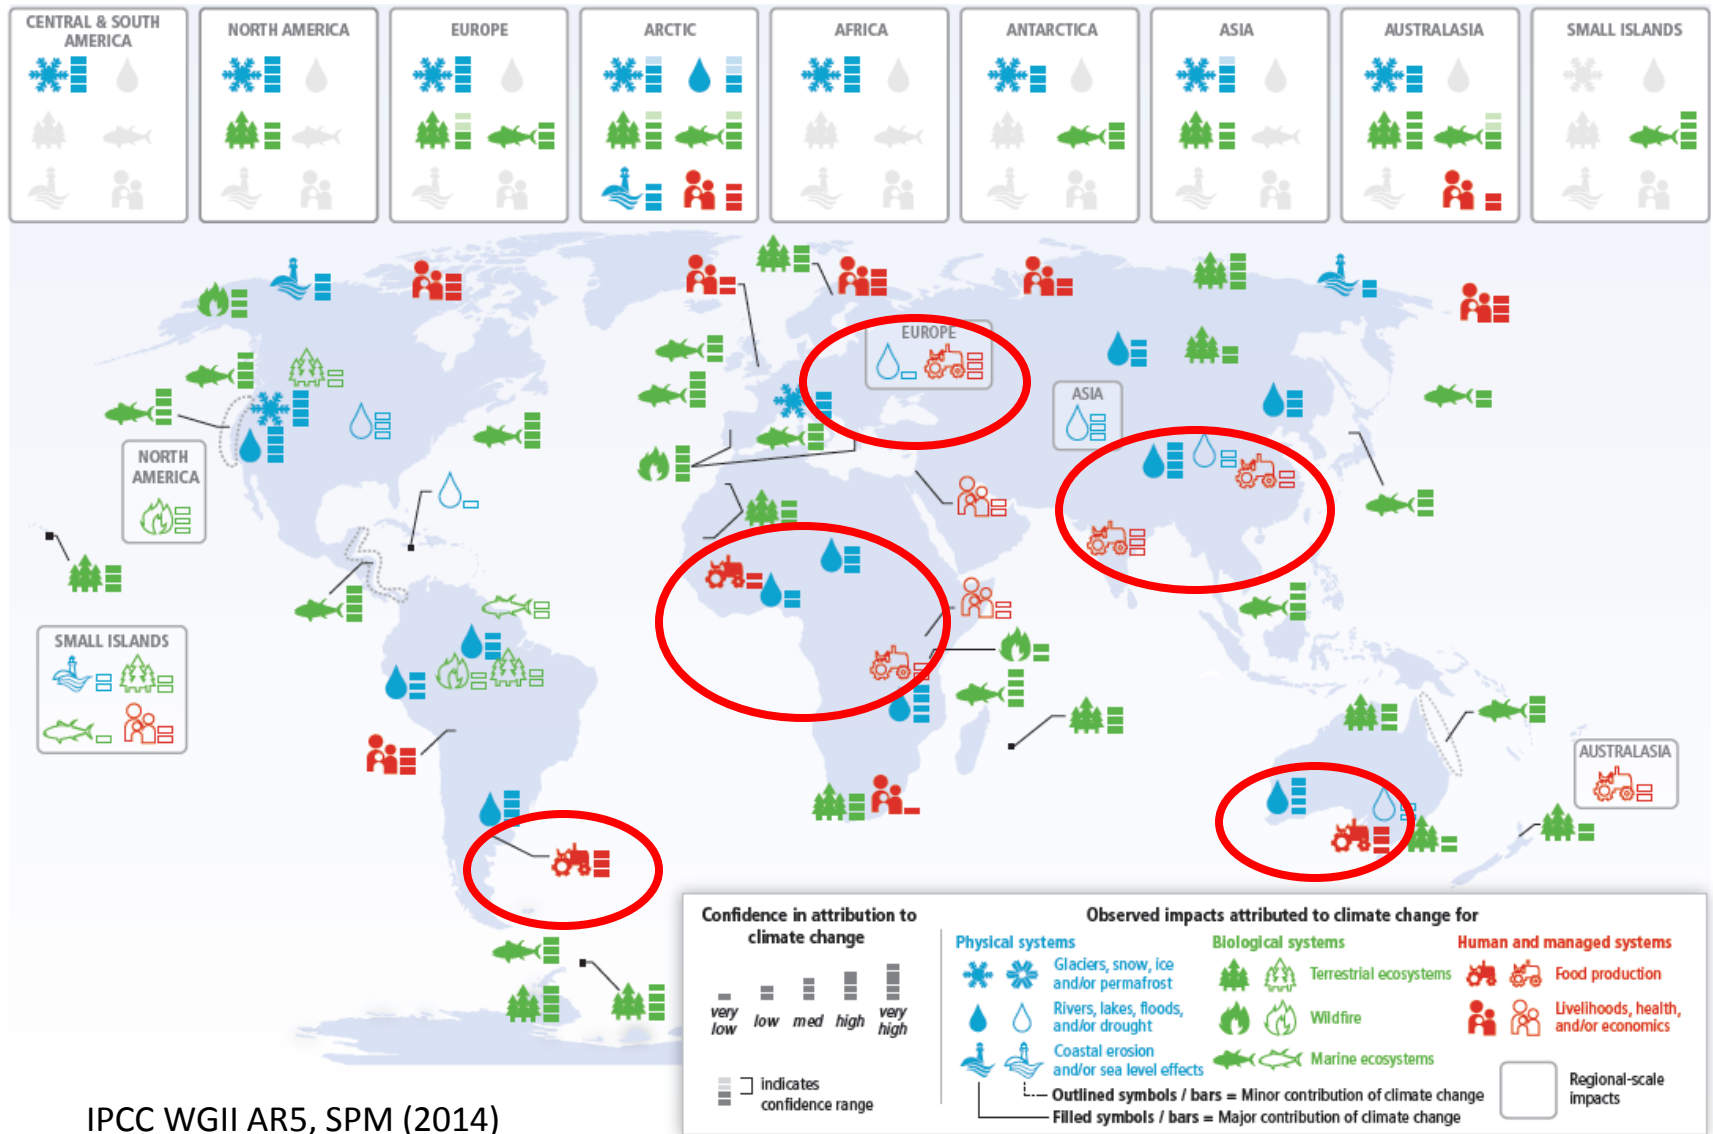 CENTRAL & SOUTH
AMERICA
NORTH AMERICA
EUROPE
ARCTIC
AFRICA
ANTARCTICA
ASIA
AUSTRALASIA
SMALL ISLANDS
EUROPE
ASIA
NORTH
AMERICA
SMALL ISLANDS
AUSTRALASIA
Confidence in attribution to
climate change
very
low
low
med
high
very
high
indicates
confidence range
Observed impacts attributed to climate change for
Physical systems
Glaciers, snow, ice
and/or permafrost
Rivers, lakes, floods,
and/or drought
Coastal erosion
and/or sea level effects
Biological systems
Terrestrial ecosystems
Wildfire
Marine ecosystems
Human and managed systems
Food production
Livelihoods, health,
and/or economics
Regional-scale
impacts
Outlined symbols / bars = Minor contribution of climate change
Filled symbols / bars = Major contribution of climate change
IPCC WGII AR5, SPM (2014)